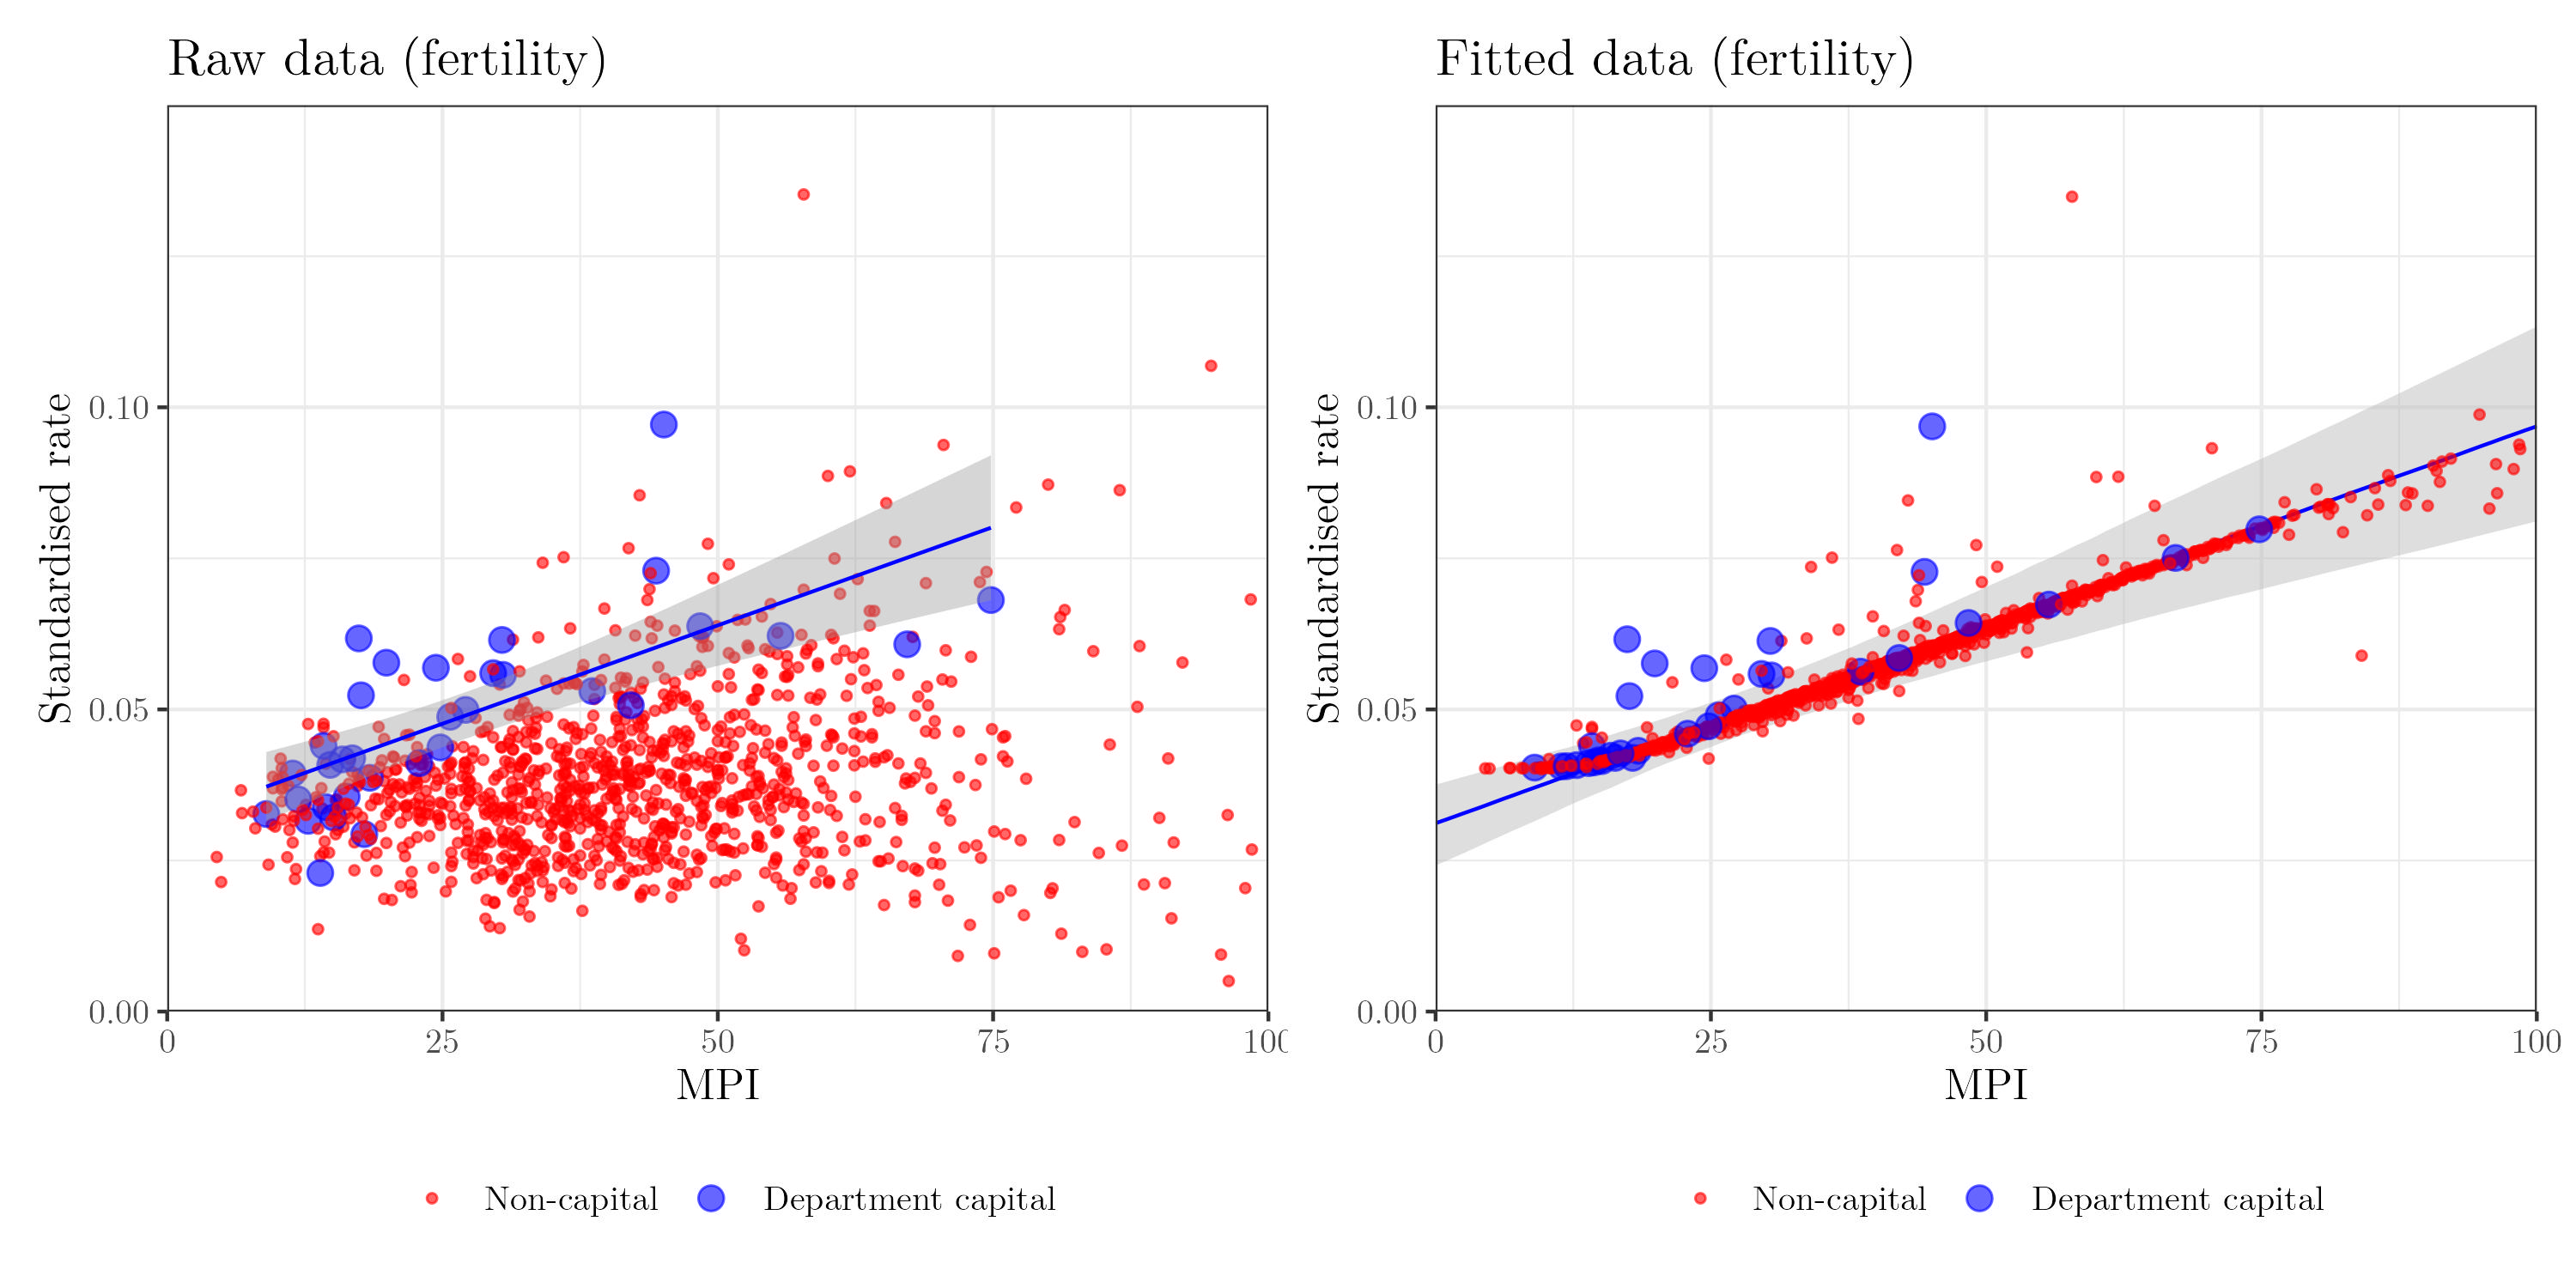 Raw data (fertility)
Standardised rate
0.10
0.05
0.00
0
25
50
75
100
MPI
Non-capital
Department capital
Fitted data (fertility)
Standardised rate
0.10
0.05
0.00
0
25
50
75
100
MPI
Non-capital
Department capital